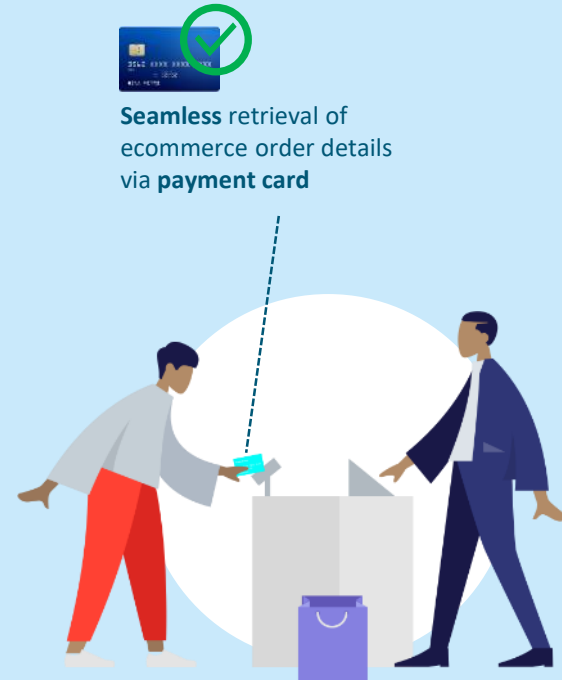 Seamless retrieval of
ecommerce order details
via payment card